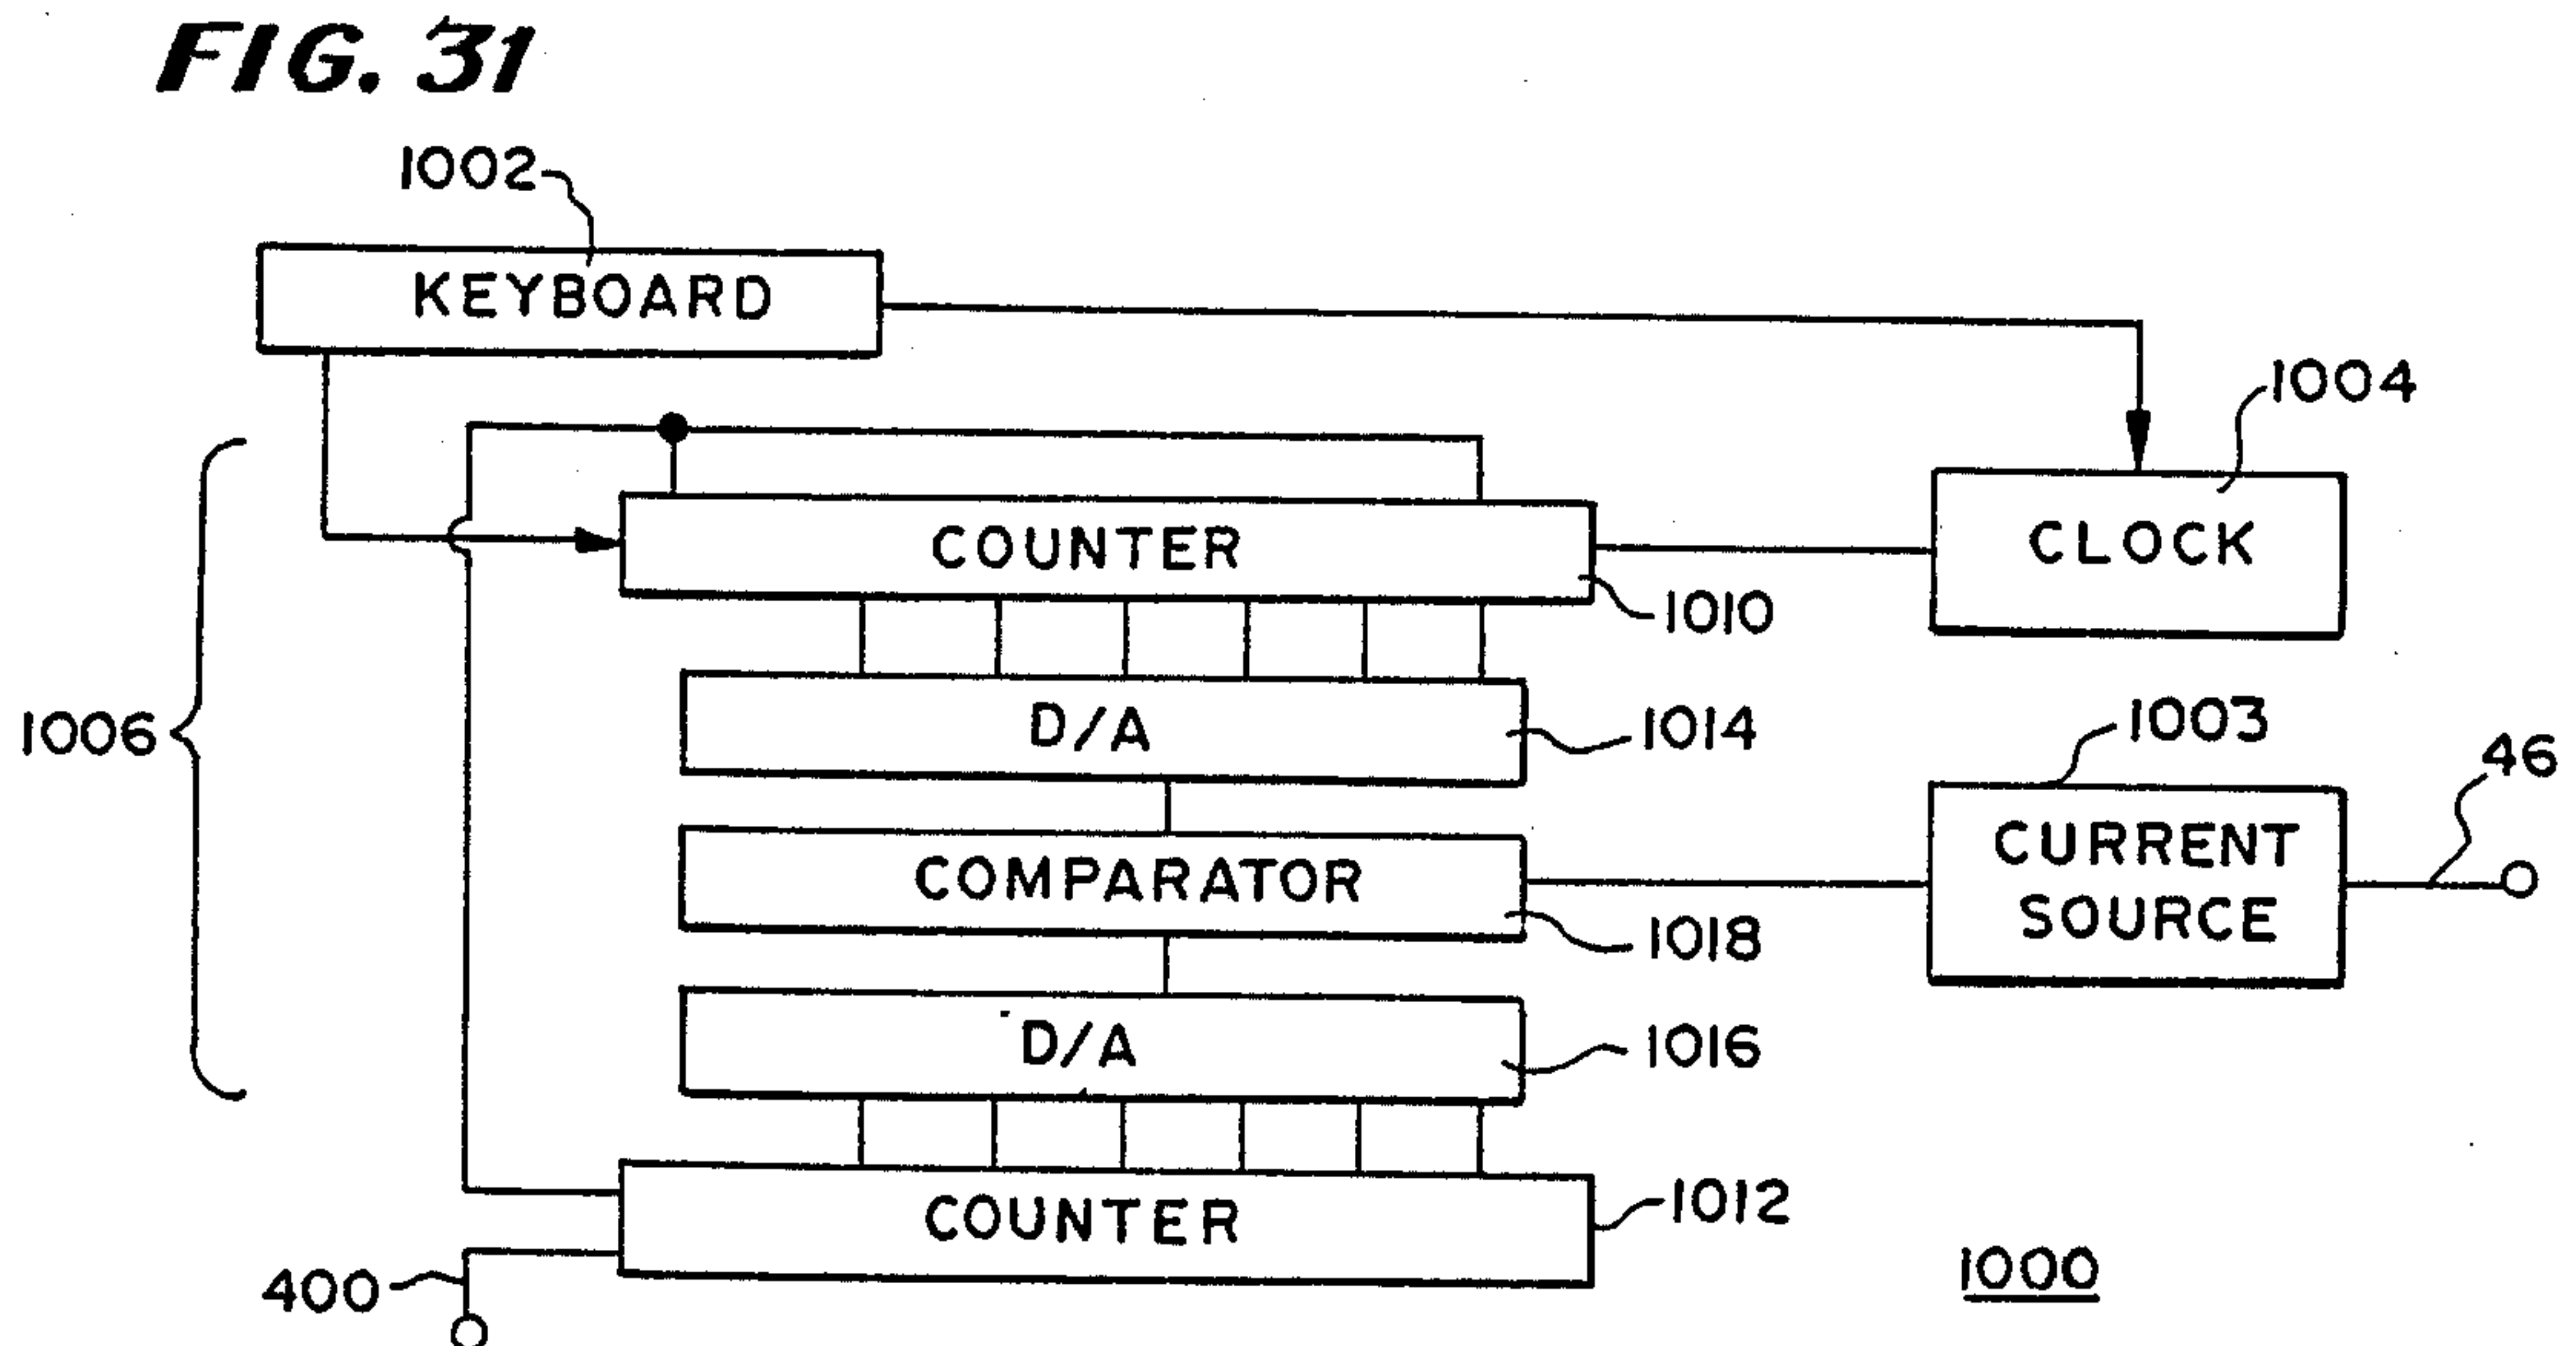 FIG. 31
1002
KEYBOARD
1004
CLOCK
COUNTER
1010
1006
D/A
1014
1003
46
CURRENT
SOURCE
COMPARATOR
1018
D/A
1016
COUNTER
1012
400
1000